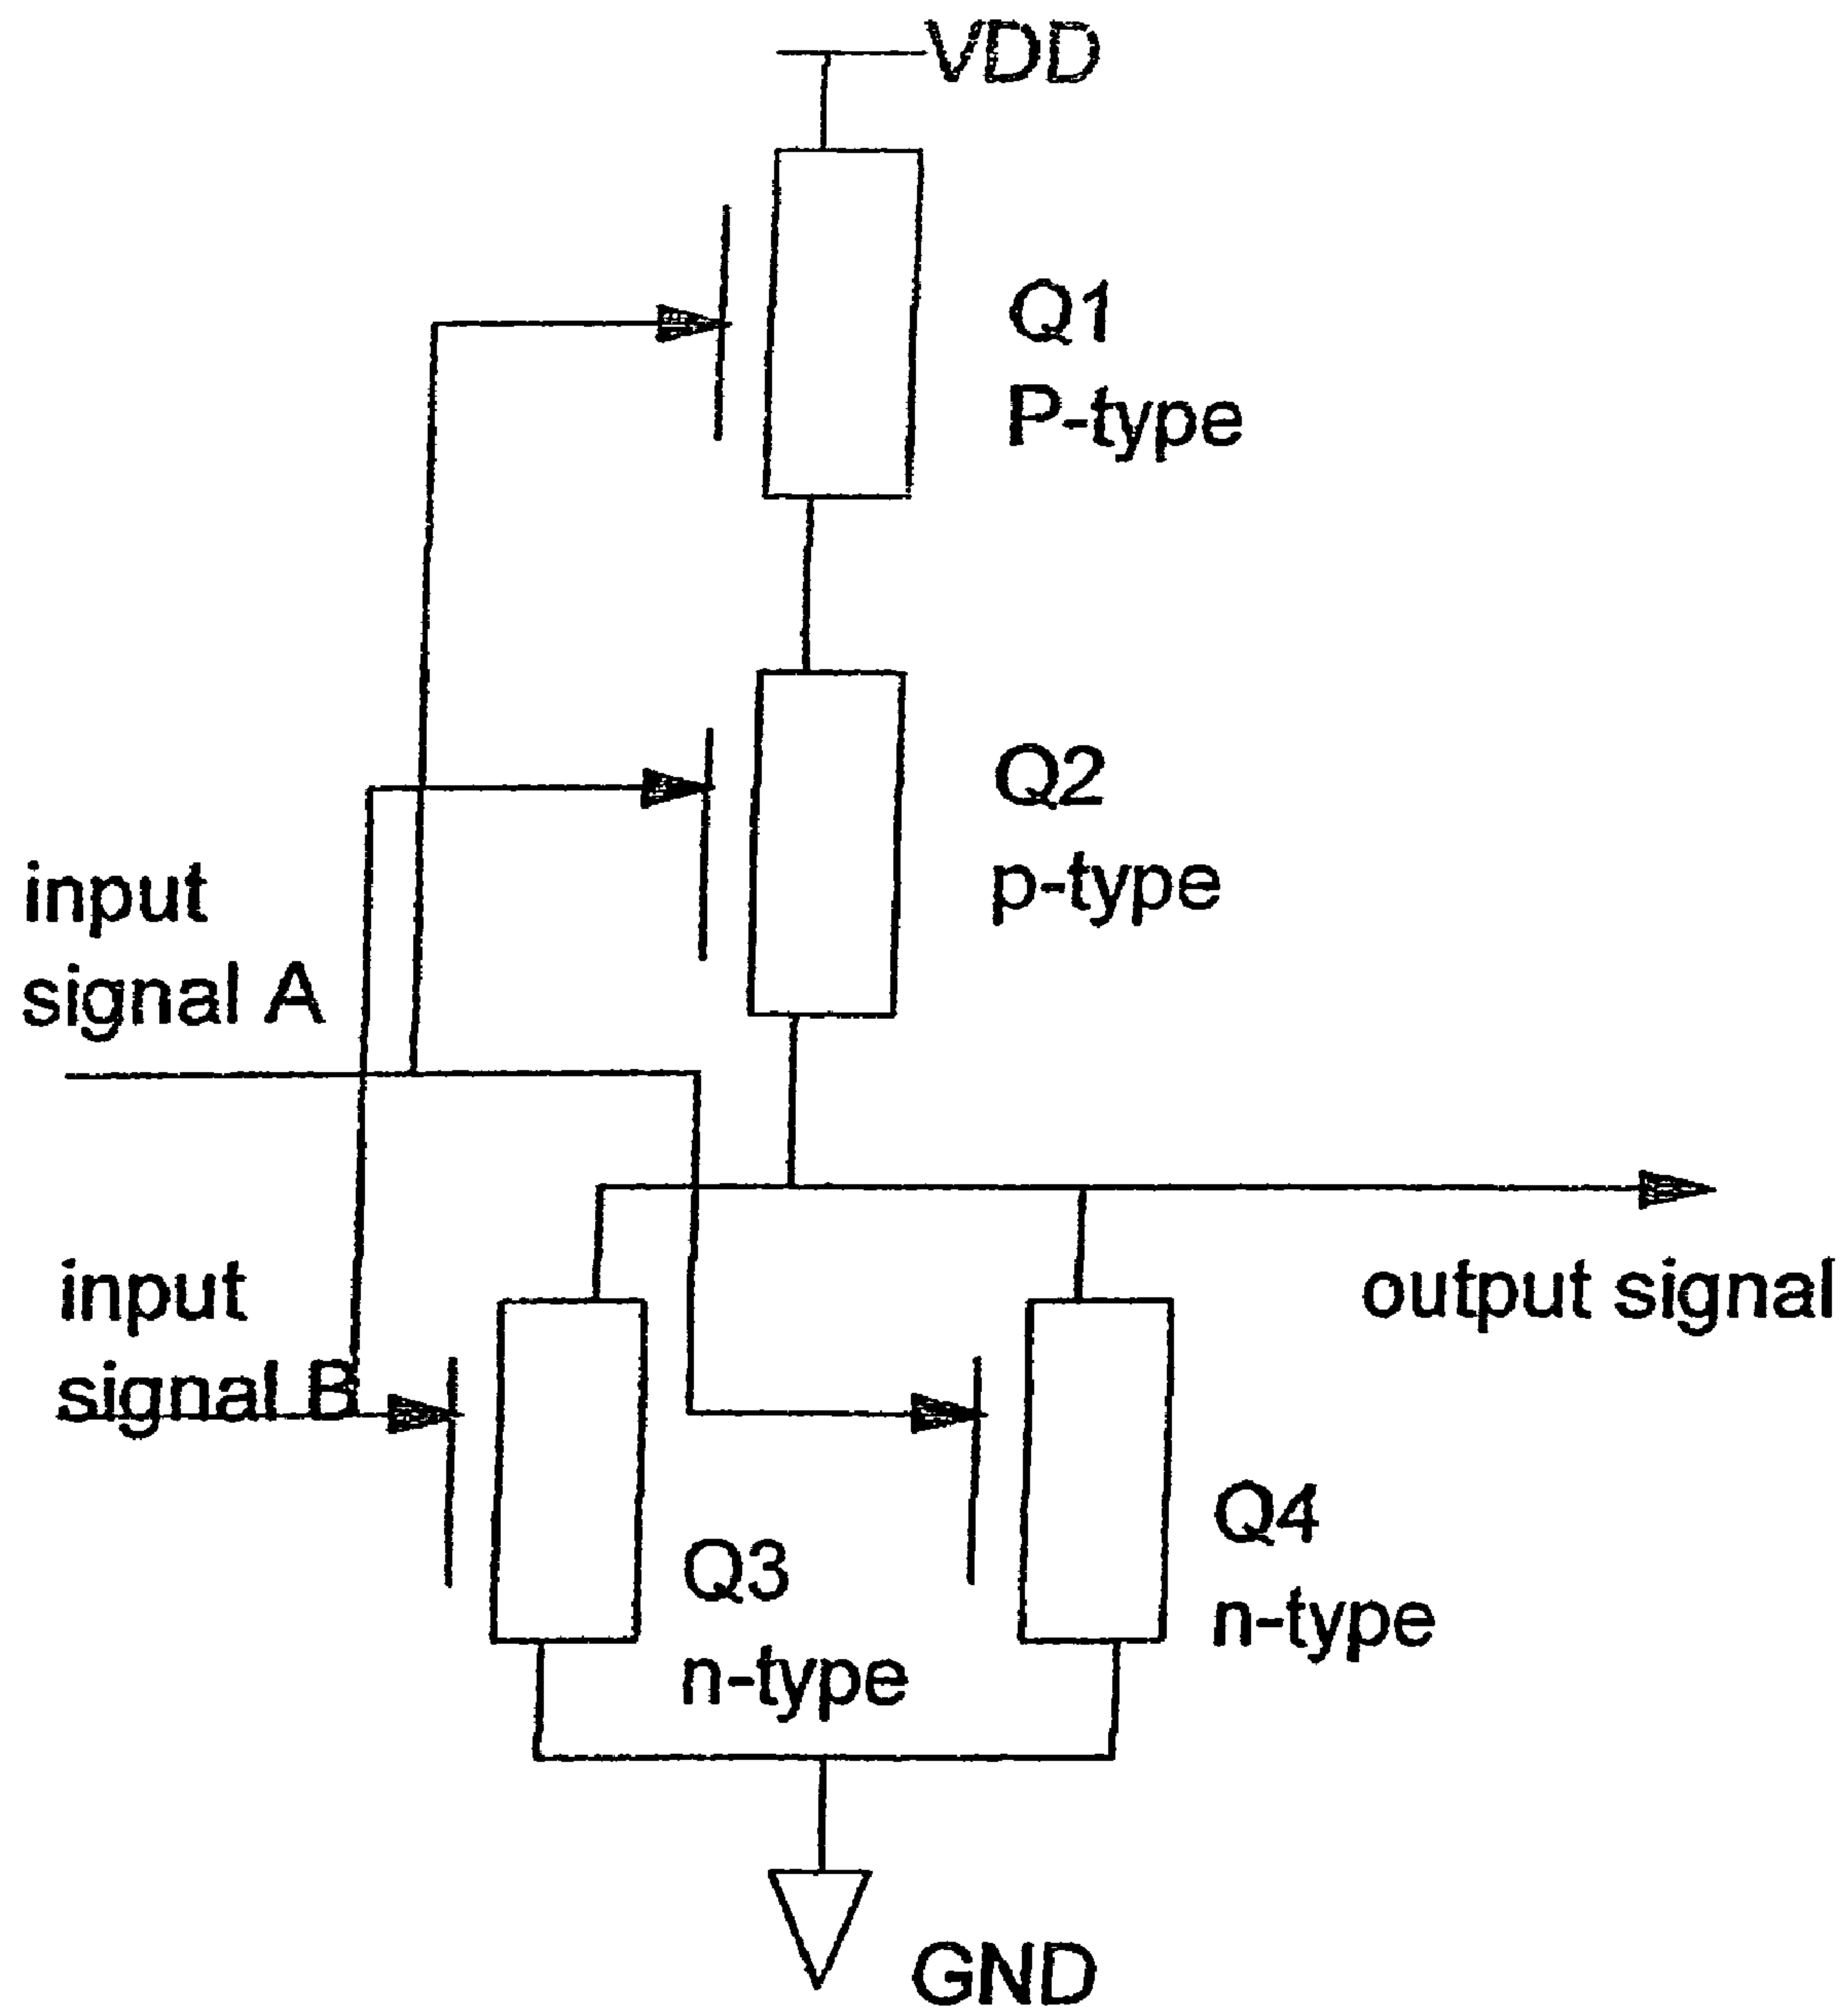 VDD
Q1
P-type
Q2
p-type
input
signal A
input
signal B
output signal
Q3
n-type
Q4
n-type
GND